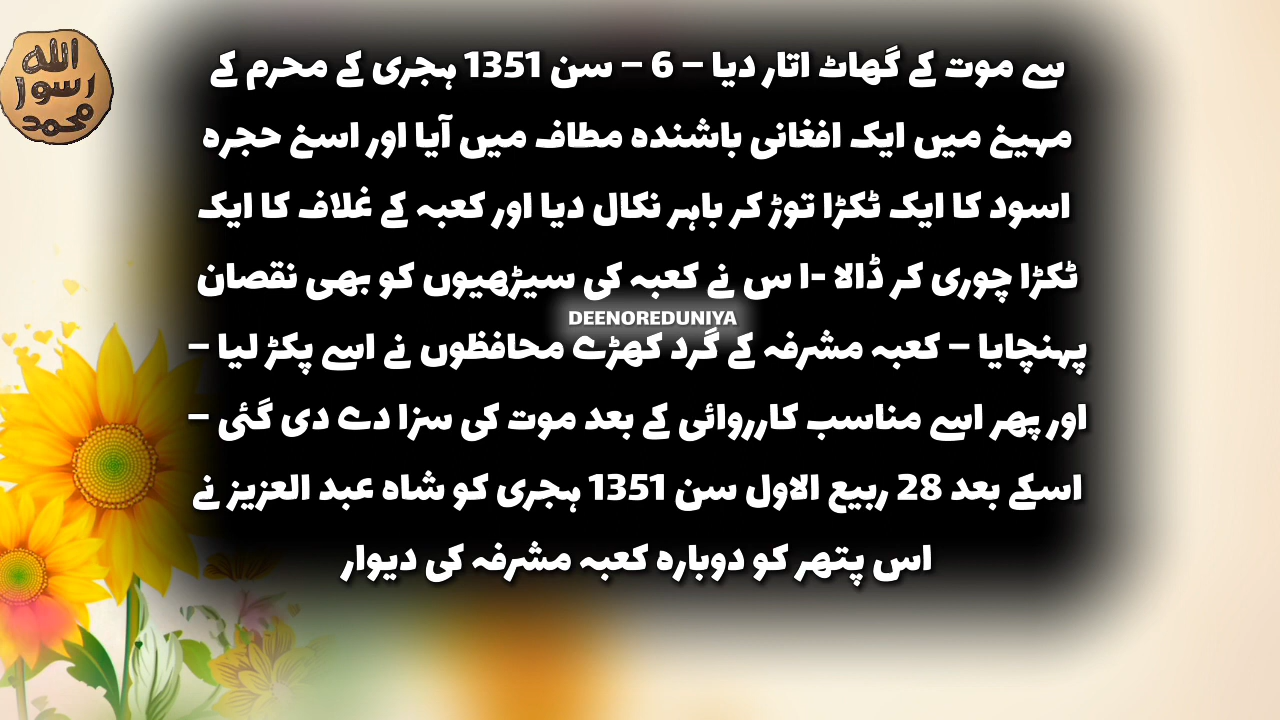 الله
رسول
محمد
سے موت کے گھاٹ اتار دیا – 6 – سن 1351 ہجری کے محرم کے
مہینے میں ایک افغانی باشندہ مطاف میں آیا اور اسنے حجرہ
اسود کا ایک ٹکڑا توڑ کر باہر نکال دیا اور کعبہ کے غلاف کا ایک
ٹکڑا چوری کر ڈالا -ا س نے کعبہ کی سیڑھیوں کو بھی نقصان
DEENOREDUNIYA
پہنچایا – کعبہ مشرفہ کے گرد کھڑے محافظوں نے اسے پکڑ لیا –
اور پھر اسے مناسب کارروائی کے بعد موت کی سزا دے دی گئی –
اسکے بعد 28 ربیع الاول سن 1351 ہجری کو شاہ عبد العزیز نے
اس پتھر کو دوبارہ کعبہ مشرفہ کی دیوار